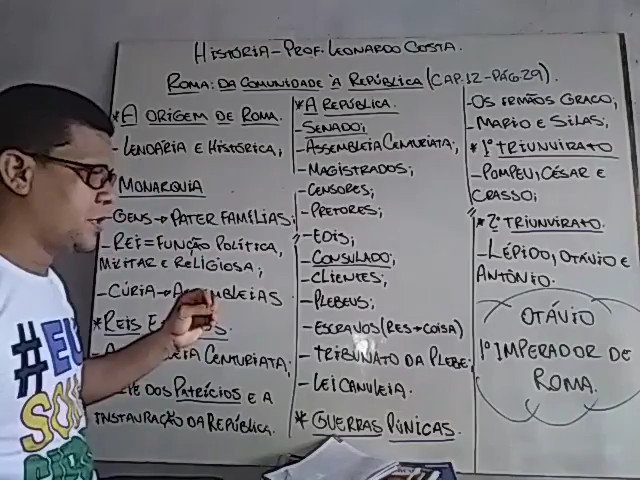 HISTÓRIA - PROF. LEONARDO COSTA.
ROMA: DA COMUNIDADE À REPÚBLICA (CAP.12 - PÁG.29).
* A ORIGEM DE ROMA.
- LENDÁRIA E HISTÓRICA;
MONARQUIA
- GENS → PATER FAMÍLIAS;
- REI = FUNÇÃO POLÍTICA,
MILITAR E RELIGIOSA;
- CÚRIA → ASSEMBLEIAS
* REIS
CENTURIATA;
DOS PATRÍCIOS E A
INSTAURAÇÃO DA REPÚBLICA.
* A REPÚBLICA.
- SENADO;
- ASSEMBLEIA CENTURIATA;
- MAGISTRADOS;
- CENSORES;
- PRETORES;
- EDIS;
- CONSULADO;
- CLIENTES;
- PLEBEUS;
- ESCRAVOS (RES → COISA)
- TRIBUNATO DA PLEBE;
- LEI CANULEIA.
* GUERRAS PÚNICAS.
- OS IRMÃOS GRACO;
- MARIO E SILAS;
* 1º TRIUNVIRATO
- POMPEU, CÉSAR E
CRASSO;
* 2º TRIUNVIRATO.
- LÉPIDO, OTÁVIO E
ANTÔNIO.
OTÁVIO
1º IMPERADOR DE
ROMA.
#EU
SOU